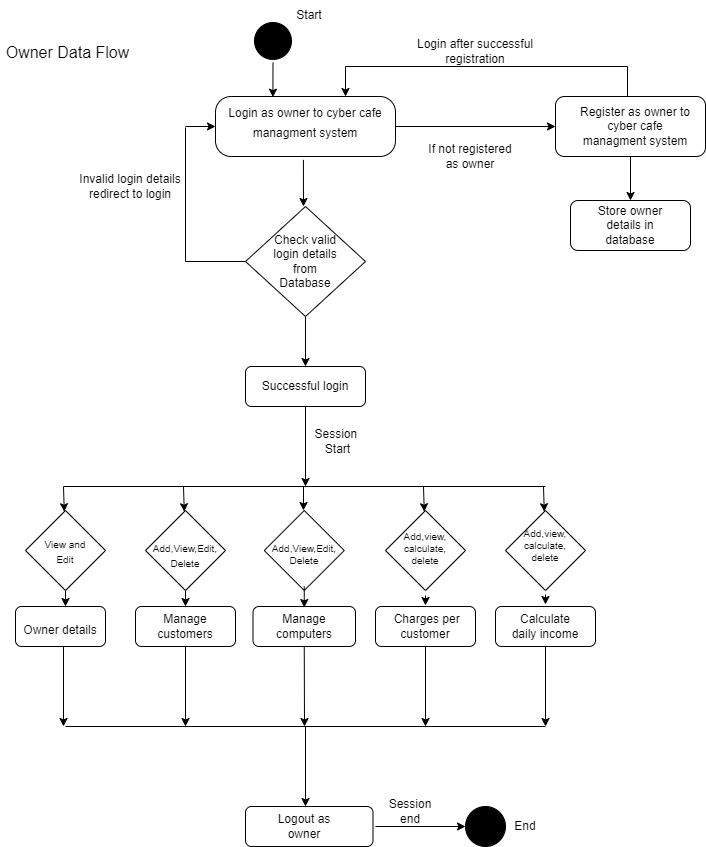 Start
Owner Data Flow
Login after successful
registration
Login as owner to cyber cafe
managment system
Register as owner to
cyber cafe
managment system
If not registered
as owner
Invalid login details
redirect to login
Store owner
details in
database
Check valid
login details
from
Database
Successful login
Session
Start
View and
Edit
Add,View,Edit,
Delete
Add,View,Edit,
Delete
Add,view,
calculate,
delete
Add,view,
calculate,
delete
Owner details
Manage
customers
Manage
computers
Charges per
customer
Calculate
daily income
Logout as
owner
Session
end
End